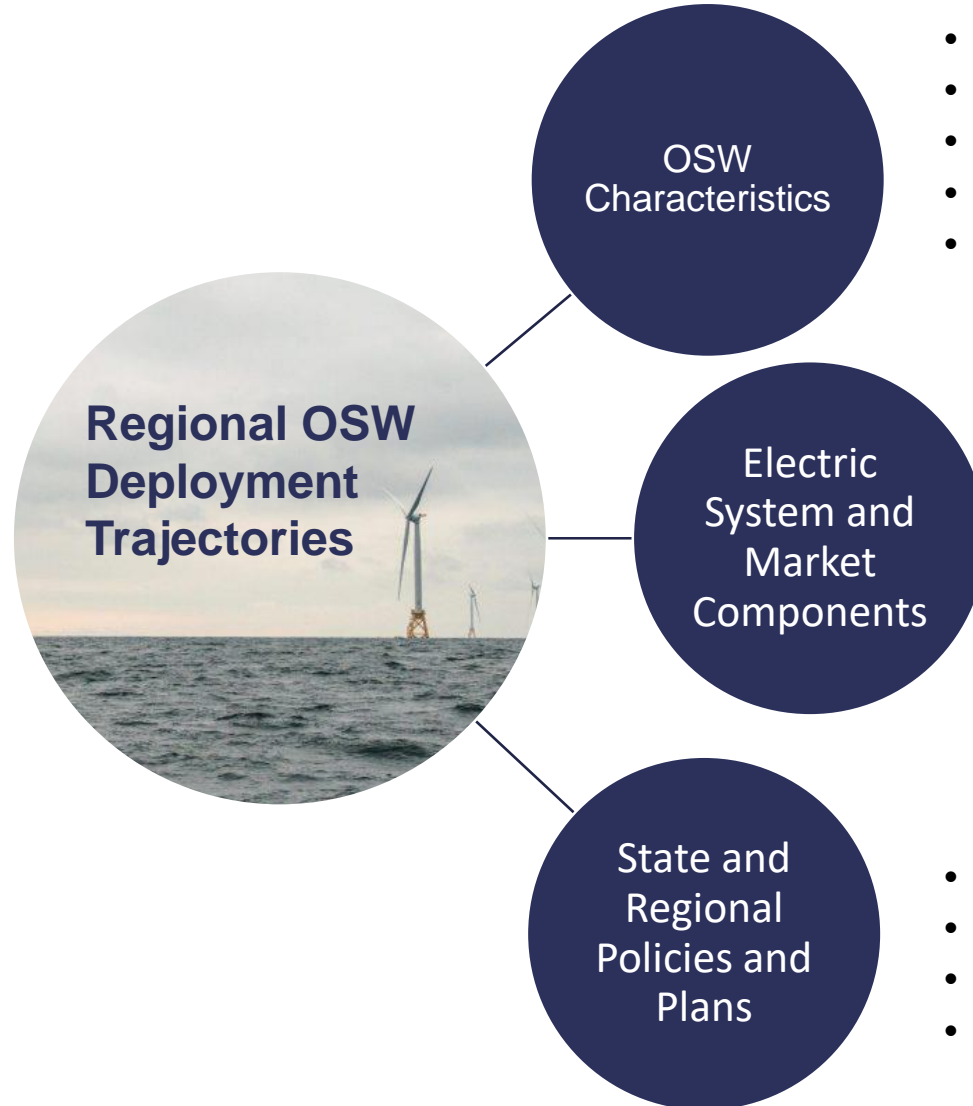 OSW
Characteristics
Regional OSW
Deployment
Trajectories
Electric
System and
Market
Components
State and
Regional
Policies and
Plans